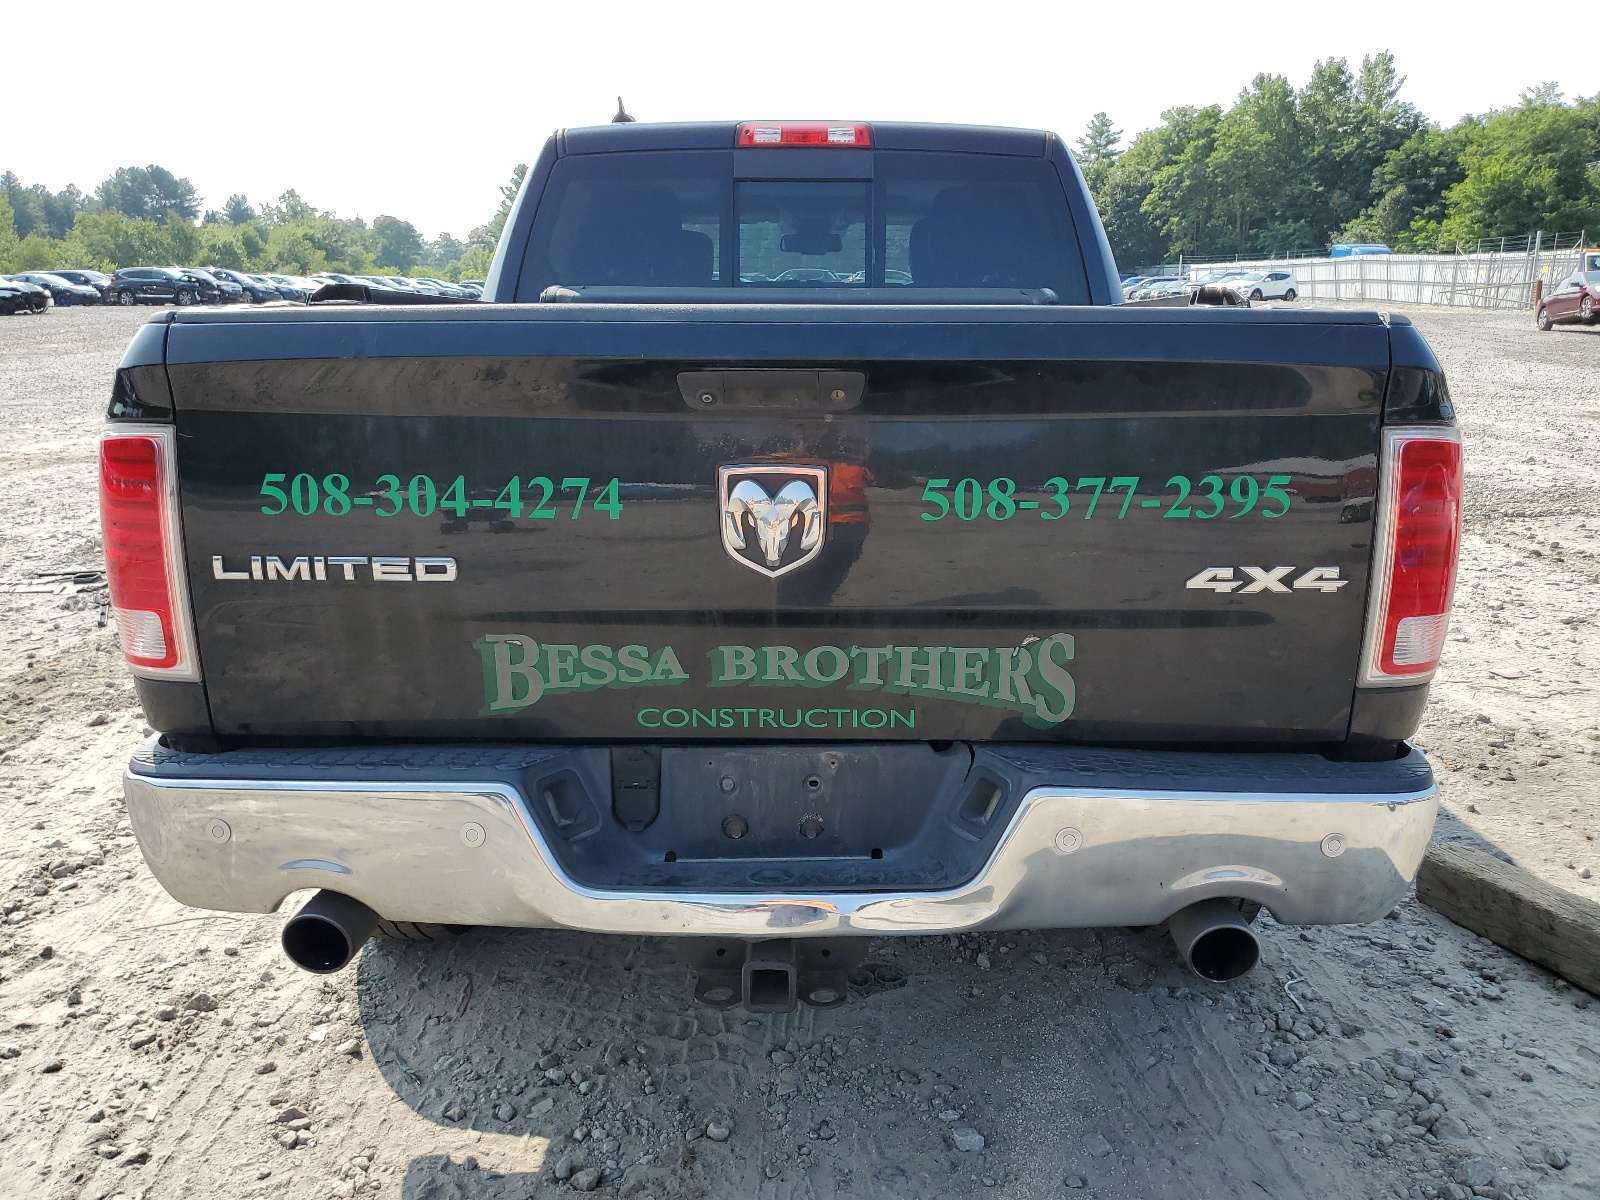 508-304-4274 508-377-2395
LIMITED 4X4
BESSA BROTHERS
CONSTRUCTION